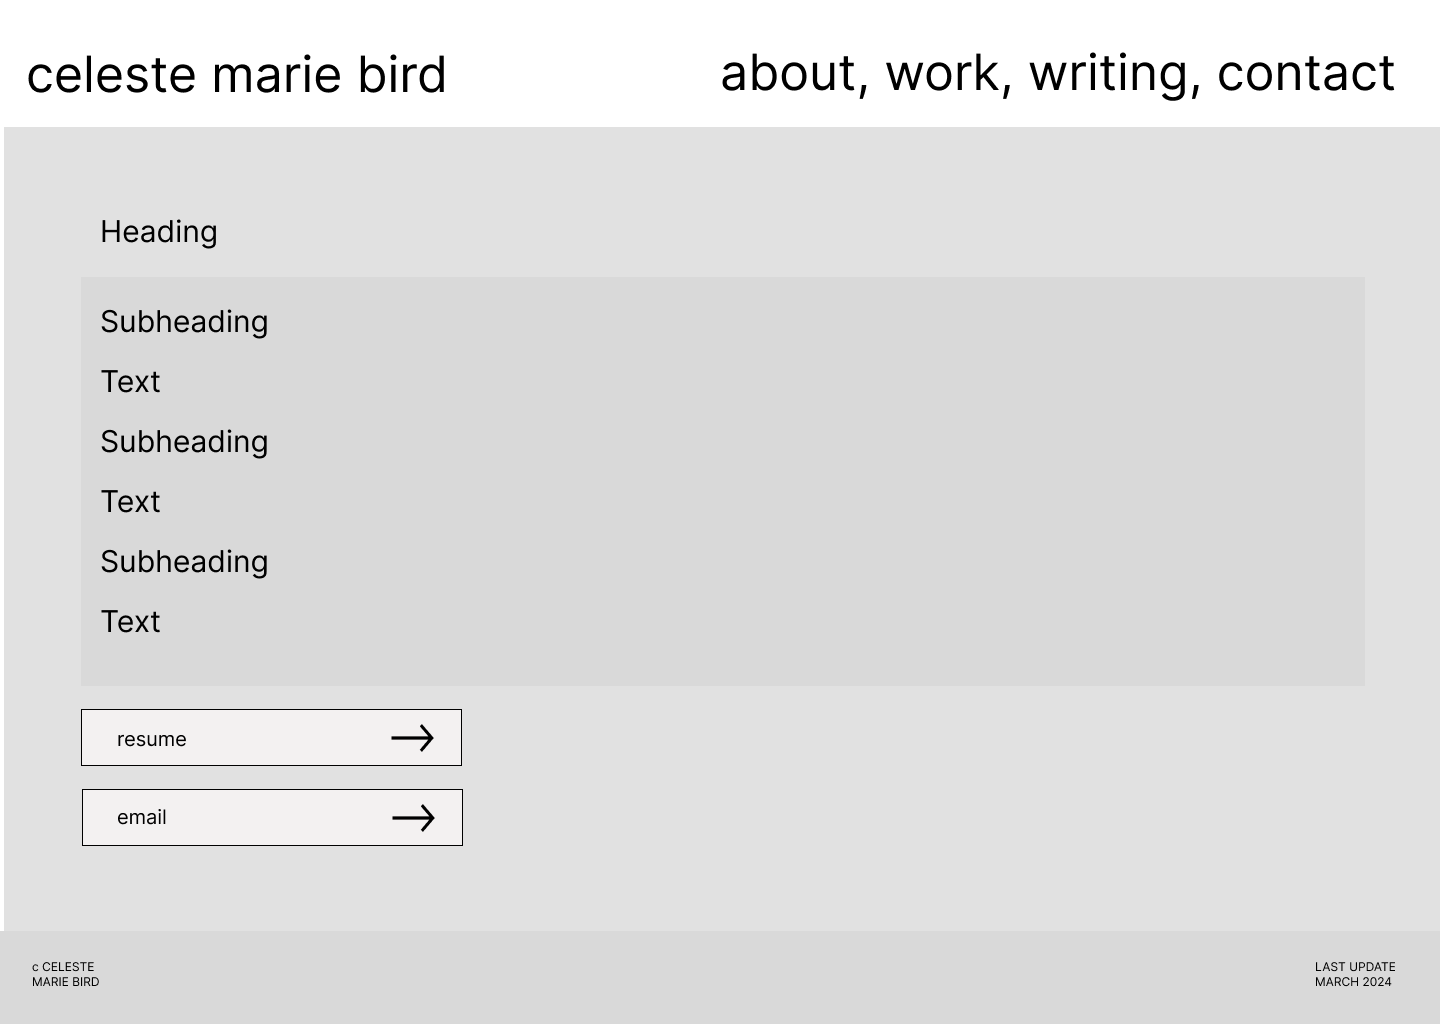 celeste marie bird
about, work, writing, contact
Heading
Subheading
Text
Subheading
Text
Subheading
Text
resume
email
c CELESTE
MARIE BIRD
LAST UPDATE
MARCH 2024